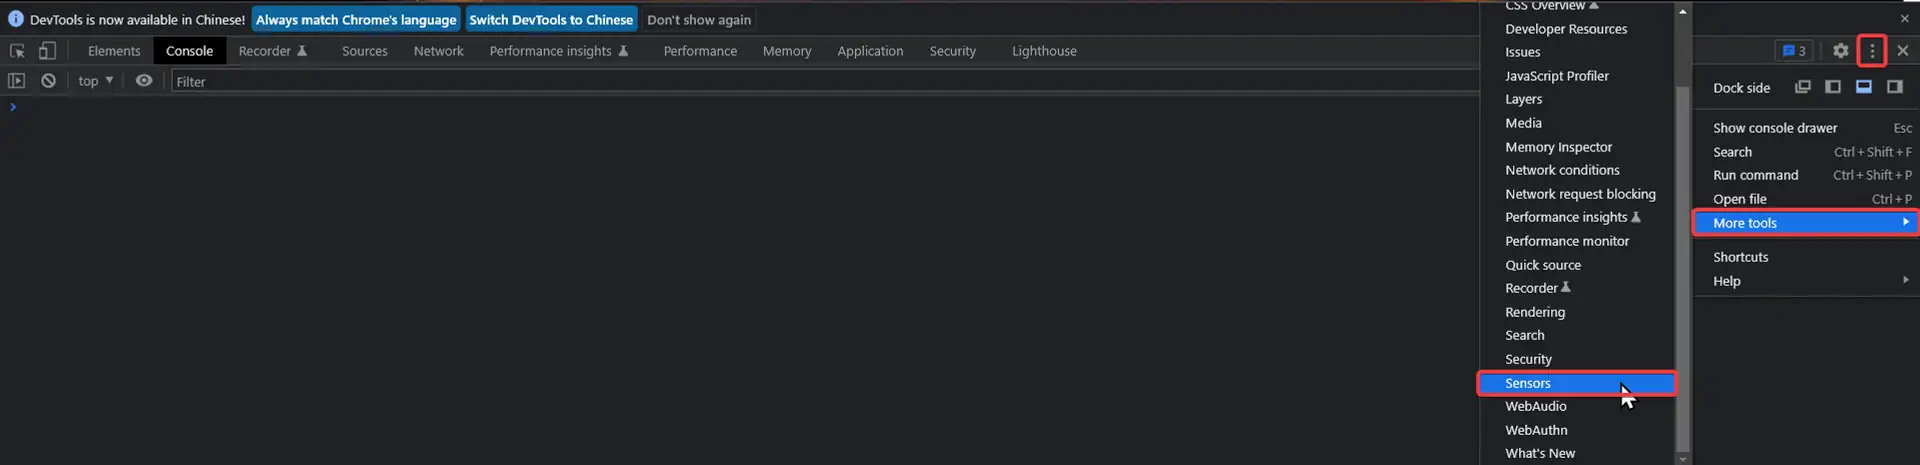 DevTools is now available in Chinese! Always match Chrome's language Switch DevTools to Chinese Don't show again
Elements Console Recorder Sources Network Performance insights Performance Memory Application Security Lighthouse 3
top Filter
CSS Overview
Developer Resources
Issues
JavaScript Profiler
Layers
Media
Memory Inspector
Network conditions
Network request blocking
Performance insights
Performance monitor
Quick source
Recorder
Rendering
Search
Security
Sensors
WebAudio
WebAuthn
What's New
Dock side
Show console drawer Esc
Search Ctrl + Shift + F
Run command Ctrl + Shift + P
Open file Ctrl + P
More tools
Shortcuts
Help